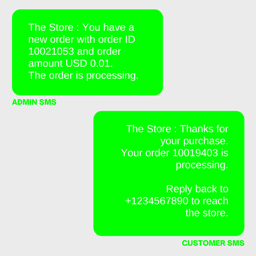 The Store : You have a
new order with order ID
10021053 and order
amount USD 0.01.
The order is processing.
ADMIN SMS
The Store : Thanks for
your purchase.
Your order 10019403 is
processing.
Reply back to
+1234567890 to reach
the store.
CUSTOMER SMS